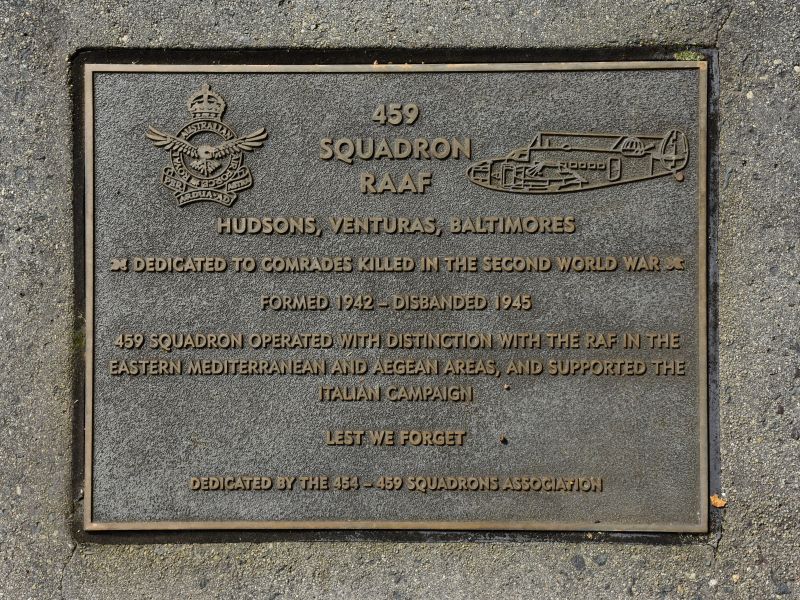 AUSTRALIAN
459
SQUADRON
RAAF
HUDSONS, VENTURAS, BALTIMORES
DEDICATED TO COMRADES KILLED IN THE SECOND WORLD WAR
FORMED 1942 – DISBANDED 1945
459 SQUADRON OPERATED WITH DISTINCTION WITH THE RAF IN THE
EASTERN MEDITERRANEAN AND AEGEAN AREAS, AND SUPPORTED THE
ITALIAN CAMPAIGN
LEST WE FORGET
DEDICATED BY THE 454 – 459 SQUADRONS ASSOCIATION